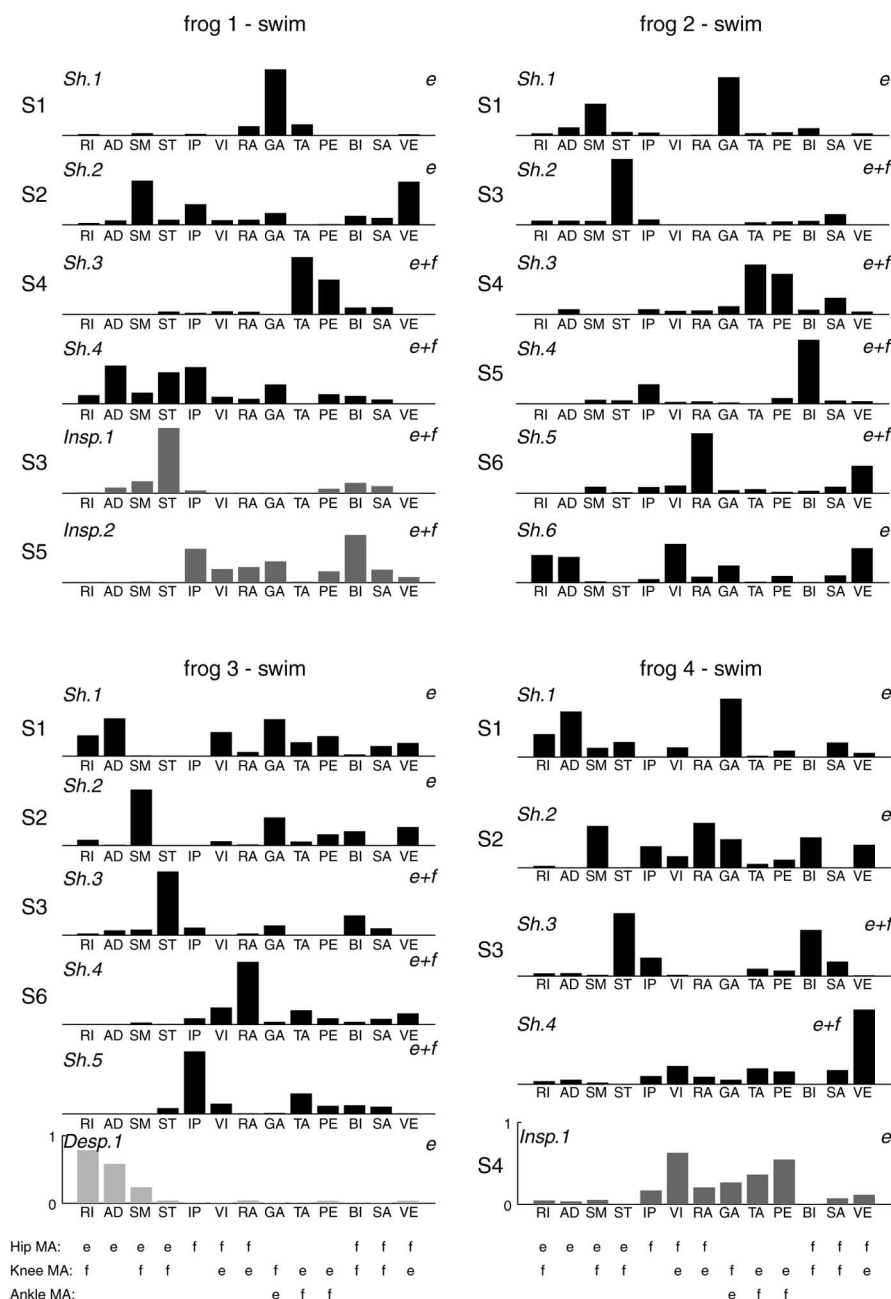 frog 1 - swim
S1 Sh.1 e
RI AD SM ST IP VI RA GA TA PE BI SA VE
S2 Sh.2 e
RI AD SM ST IP VI RA GA TA PE BI SA VE
S4 Sh.3 e+f
RI AD SM ST IP VI RA GA TA PE BI SA VE
Sh.4 e+f
RI AD SM ST IP VI RA GA TA PE BI SA VE
S3 Insp.1 e+f
RI AD SM ST IP VI RA GA TA PE BI SA VE
S5 Insp.2 e+f
RI AD SM ST IP VI RA GA TA PE BI SA VE
frog 2 - swim
S1 Sh.1 e
RI AD SM ST IP VI RA GA TA PE BI SA VE
S3 Sh.2 e+f
RI AD SM ST IP VI RA GA TA PE BI SA VE
S4 Sh.3 e+f
RI AD SM ST IP VI RA GA TA PE BI SA VE
S5 Sh.4 e+f
RI AD SM ST IP VI RA GA TA PE BI SA VE
S6 Sh.5 e+f
RI AD SM ST IP VI RA GA TA PE BI SA VE
Sh.6 e
RI AD SM ST IP VI RA GA TA PE BI SA VE
frog 3 - swim
S1 Sh.1 e
RI AD SM ST IP VI RA GA TA PE BI SA VE
S2 Sh.2 e
RI AD SM ST IP VI RA GA TA PE BI SA VE
S3 Sh.3 e+f
RI AD SM ST IP VI RA GA TA PE BI SA VE
S6 Sh.4 e+f
RI AD SM ST IP VI RA GA TA PE BI SA VE
Sh.5 e+f
RI AD SM ST IP VI RA GA TA PE BI SA VE
1 Desp.1 e
0
RI AD SM ST IP VI RA GA TA PE BI SA VE
Hip MA: e e e e f f f f f f
Knee MA: f f f e e f e e f f e
Ankle MA: e f f
frog 4 - swim
S1 Sh.1 e
RI AD SM ST IP VI RA GA TA PE BI SA VE
S2 Sh.2 e
RI AD SM ST IP VI RA GA TA PE BI SA VE
S3 Sh.3 e+f
RI AD SM ST IP VI RA GA TA PE BI SA VE
Sh.4 e+f
RI AD SM ST IP VI RA GA TA PE BI SA VE
1 Insp.1 e
S4
0
RI AD SM ST IP VI RA GA TA PE BI SA VE
e e e e f f f f f f
f f f e e f e e f f e
e f f